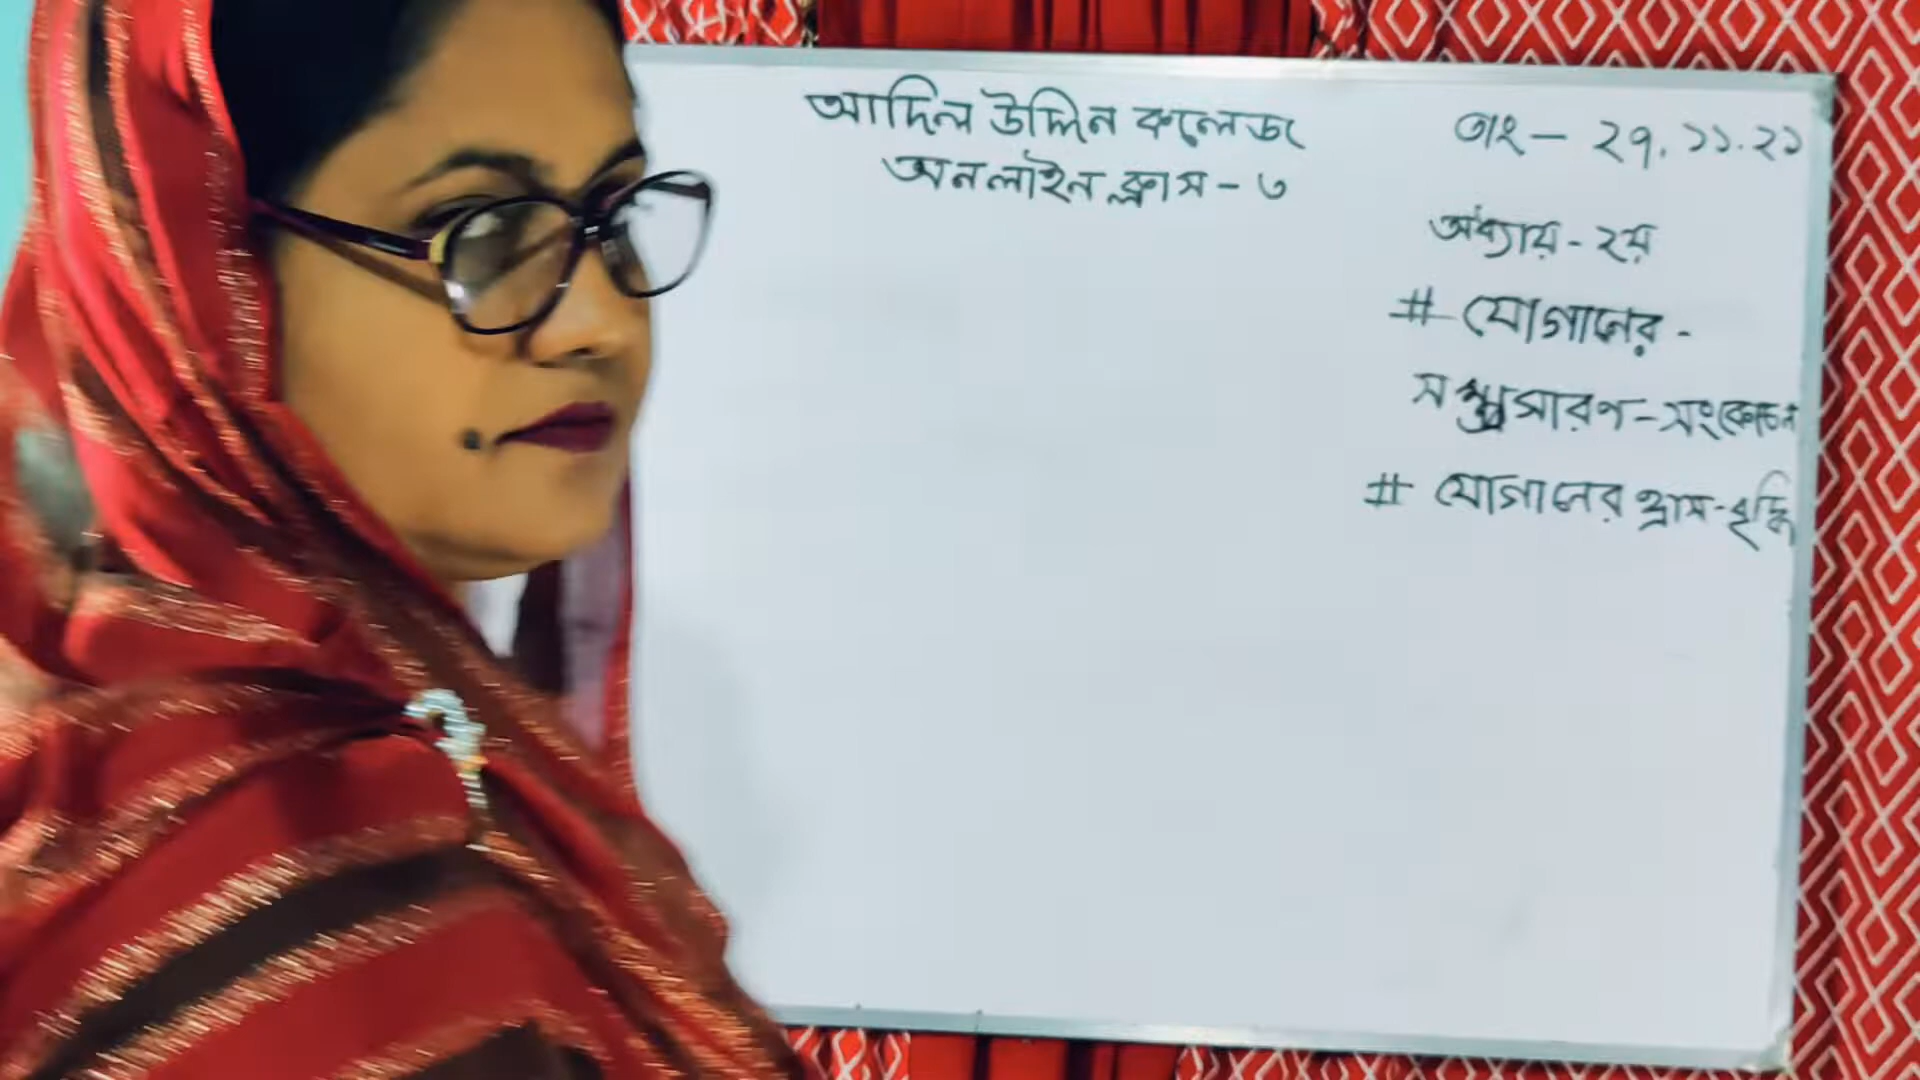 আদিল উদ্দিন কলেজ
অনলাইন ক্লাস - ৩
তাং - ২৭.১১.২১
অধ্যায় - ২য়
# যোগানের -
সম্প্রসারণ - সংকোচন
# যোগানের হ্রাস - বৃদ্ধি